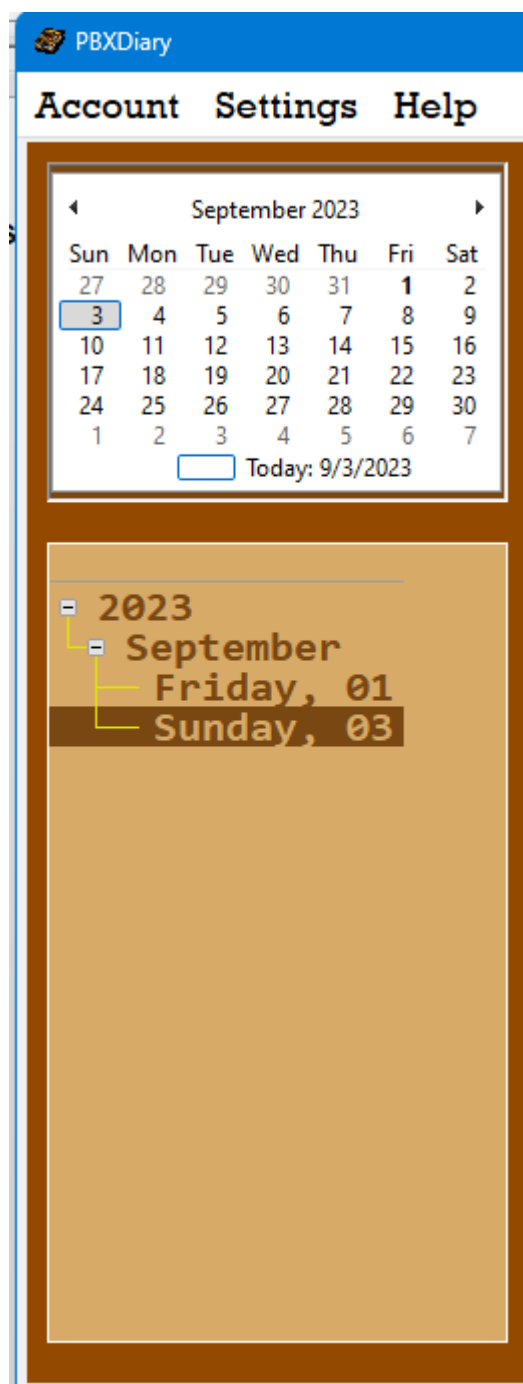 PBXDiary
Account Settings Help
September 2023
Sun Mon Tue Wed Thu Fri Sat
27 28 29 30 31 1 2
3 4 5 6 7 8 9
10 11 12 13 14 15 16
17 18 19 20 21 22 23
24 25 26 27 28 29 30
1 2 3 4 5 6 7
Today: 9/3/2023
2023
September
Friday, 01
Sunday, 03